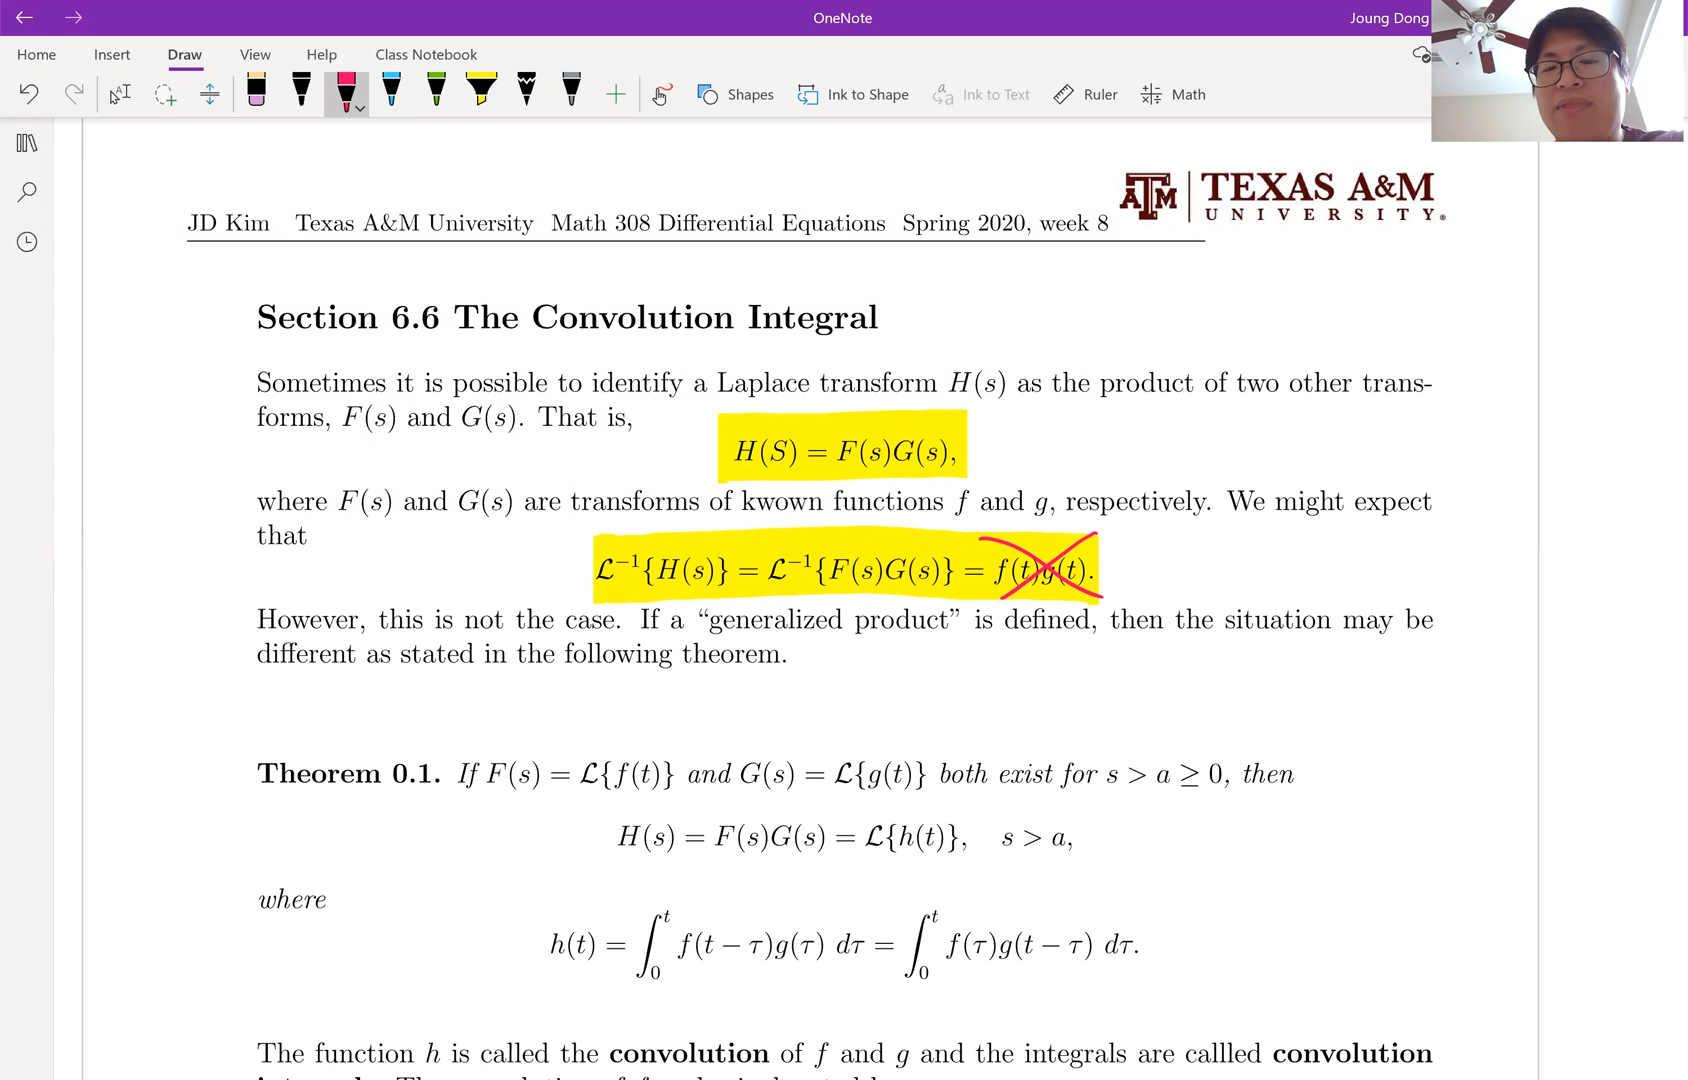 OneNote
Joung Dong
Home Insert Draw View Help Class Notebook
Shapes Ink to Shape Ink to Text Ruler Math
TEXAS A&M
UNIVERSITY
JD Kim Texas A&M University Math 308 Differential Equations Spring 2020, week 8
Section 6.6 The Convolution Integral
Sometimes it is possible to identify a Laplace transform H(s) as the product of two other trans-
forms, F(s) and G(s). That is,
H(S) = F(s)G(s),
where F(s) and G(s) are transforms of kwown functions f and g, respectively. We might expect
that
ℒ⁻¹{H(s)} = ℒ⁻¹{F(s)G(s)} = f(t)g(t).
However, this is not the case. If a “generalized product” is defined, then the situation may be
different as stated in the following theorem.
Theorem 0.1. If F(s) = ℒ{f(t)} and G(s) = ℒ{g(t)} both exist for s > a ≥ 0, then
H(s) = F(s)G(s) = ℒ{h(t)}, s > a,
where
h(t) = ∫₀ᵗ f(t − τ)g(τ) dτ = ∫₀ᵗ f(τ)g(t − τ) dτ.
The function h is called the convolution of f and g and the integrals are callled convolution